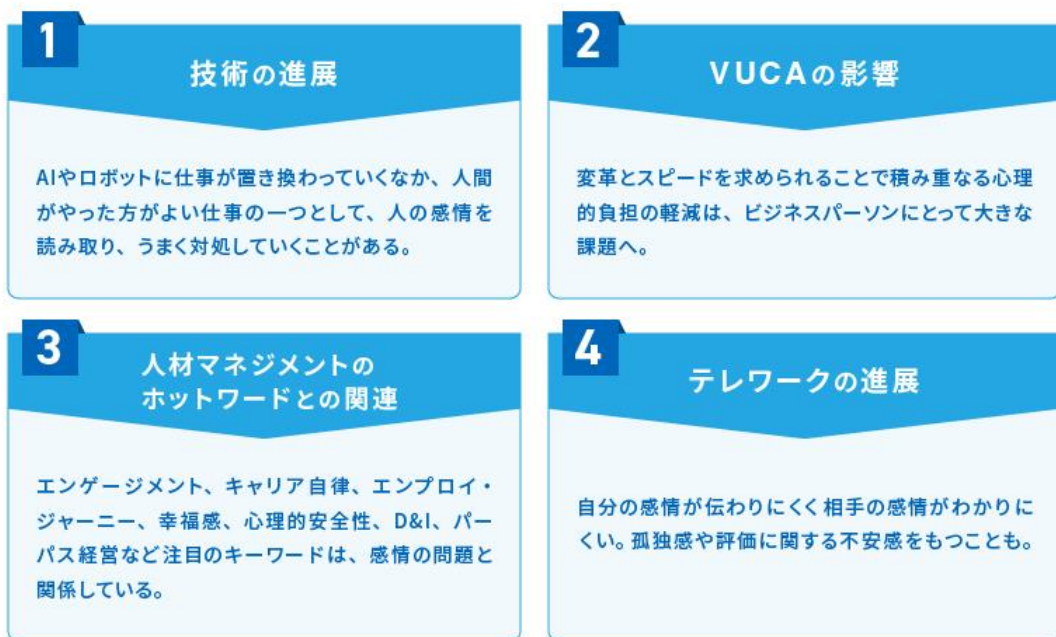 1
技術の進展
AIやロボットに仕事が置き換わっていくなか、人間
がやった方がよい仕事の一つとして、人の感情を
読み取り、うまく対処していくことがある。
2
VUCAの影響
変革とスピードを求められることで積み重なる心理
的負担の軽減は、ビジネスパーソンにとって大きな
課題へ。
3
人材マネジメントの
ホットワードとの関連
エンゲージメント、キャリア自律、エンプロイ・
ジャーニー、幸福感、心理的安全性、D&I、パー
パス経営など注目のキーワードは、感情の問題と
関係している。
4
テレワークの進展
自分の感情が伝わりにくく相手の感情がわかりに
くい。孤独感や評価に関する不安感をもつことも。